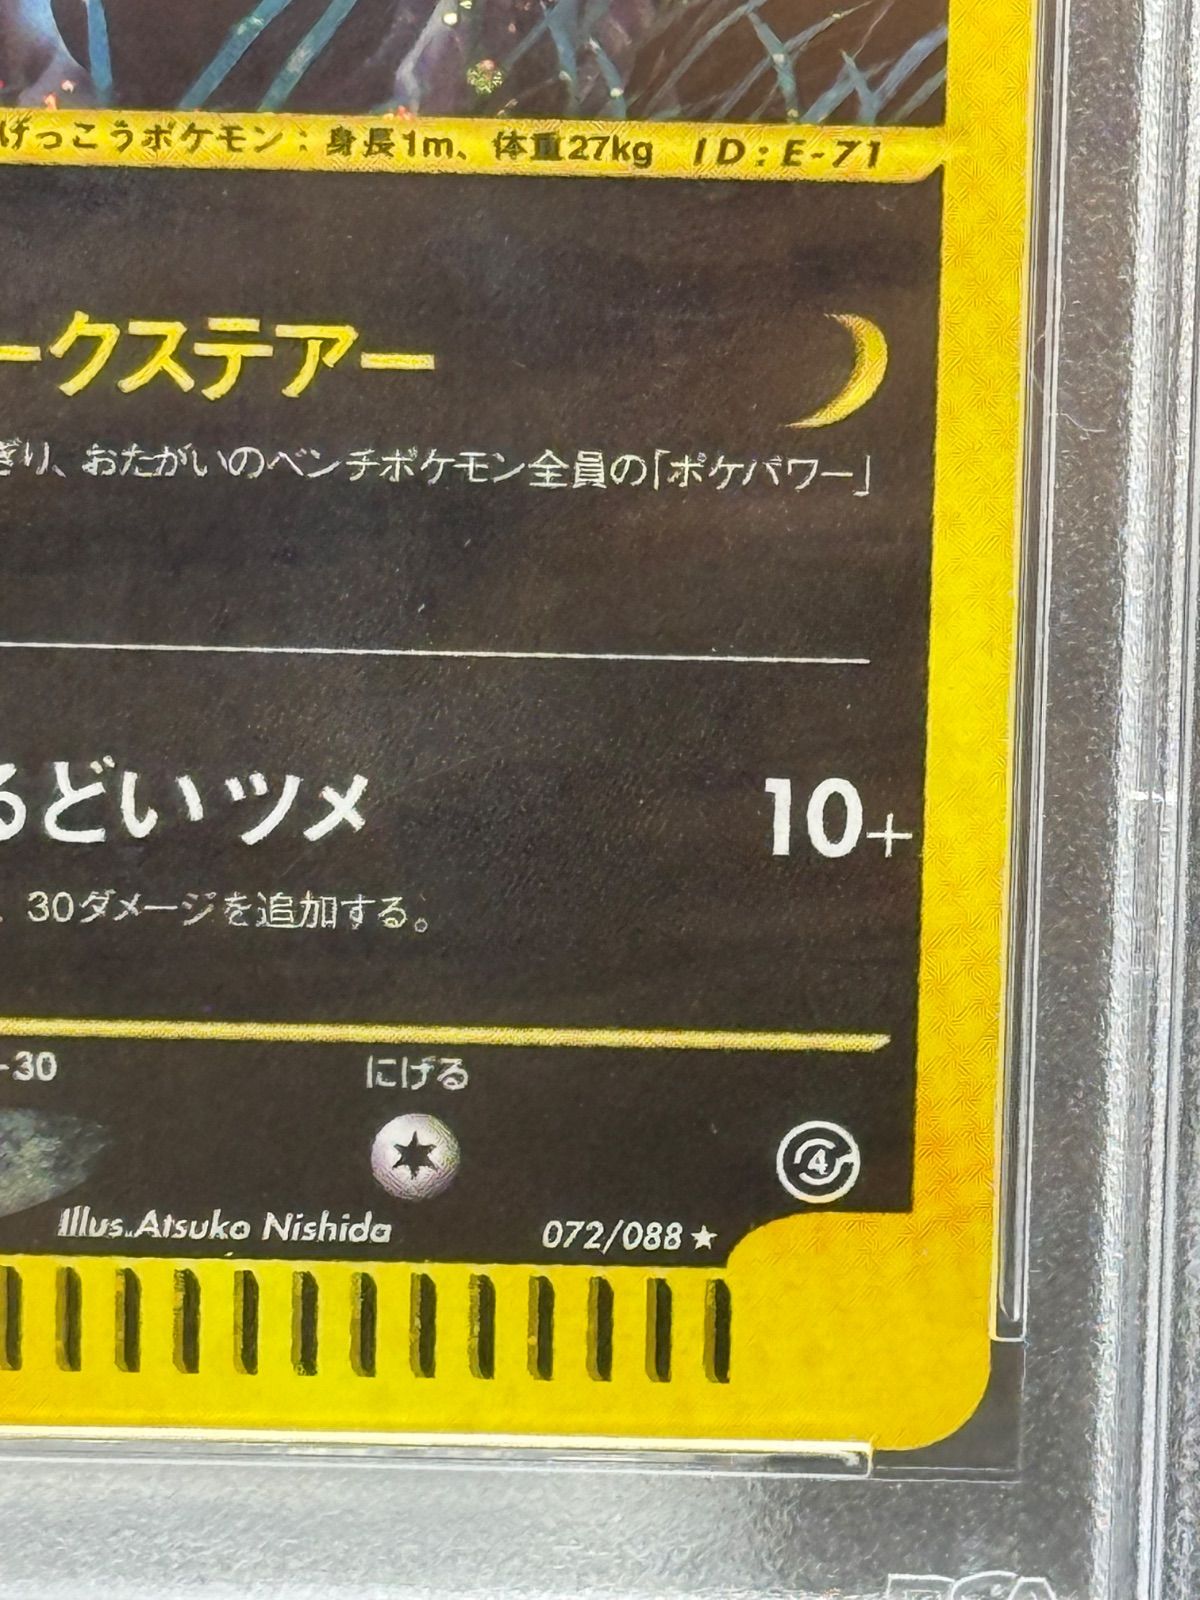 げっこうポケモン：身長1m、体重27kg ID：E-71
ークステアー
ぎり、おたがいのベンチポケモン全員の「ポケパワー」
るどいツメ 10+
、30ダメージを追加する。
-30 にげる
4
Illus. Atsuko Nishida 072/088 ★
PSA